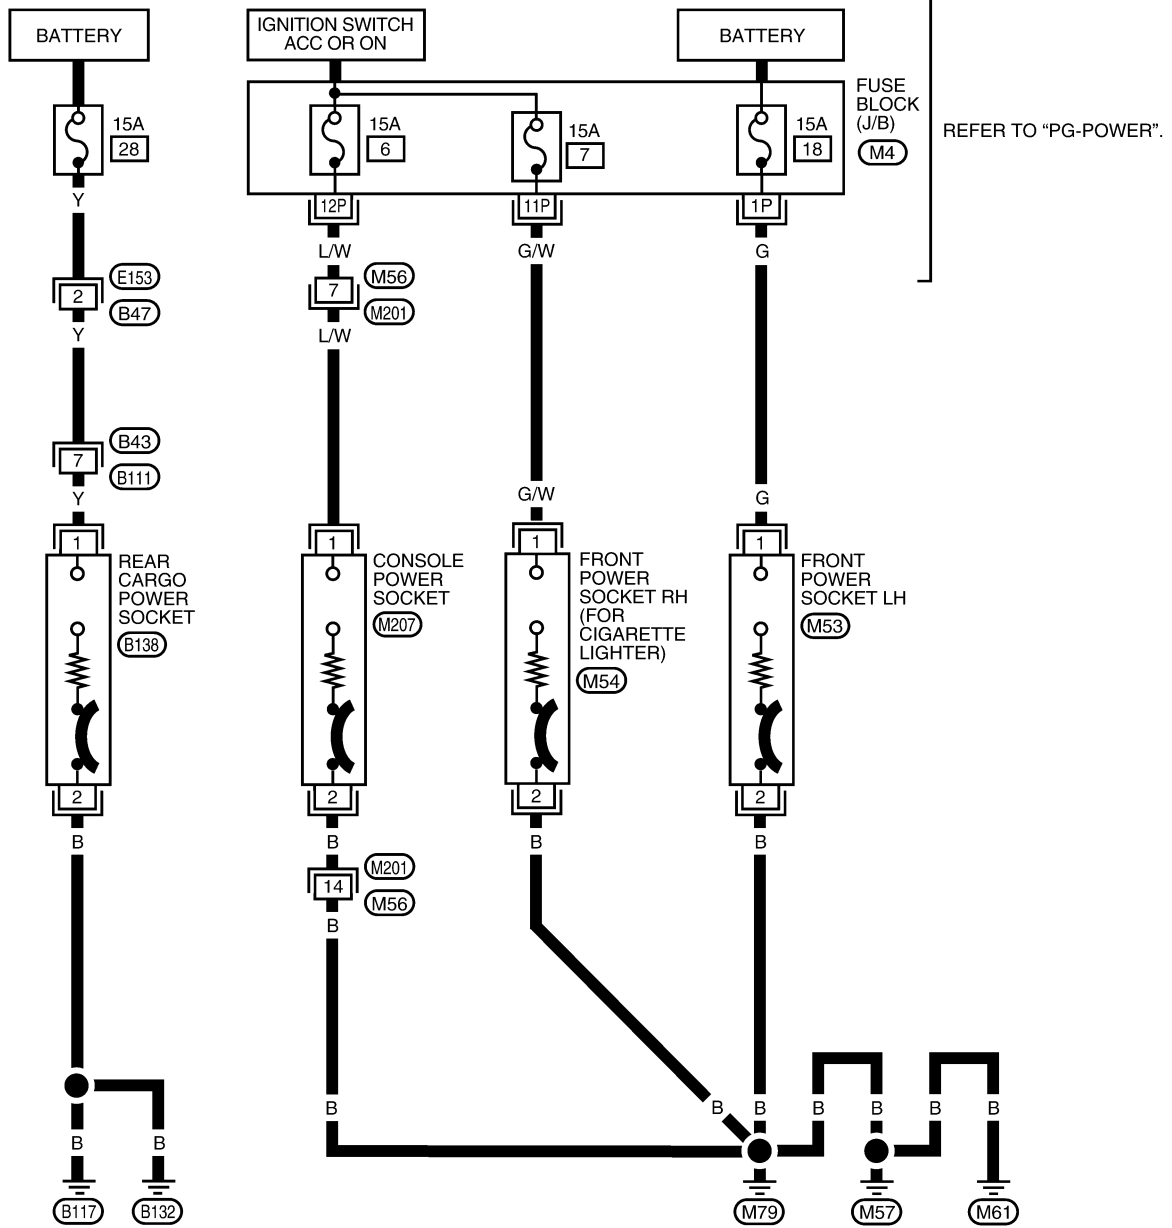 BATTERY
IGNITION SWITCH
ACC OR ON
BATTERY
15A
28
15A
6
15A
7
15A
18
FUSE
BLOCK
(J/B)
M4
REFER TO “PG-POWER”.
Y
12P
11P
1P
L/W
G/W
G
E153
2
B47
M56
7
M201
Y
L/W
B43
7
B111
Y
G/W
G
1
1
1
1
REAR
CARGO
POWER
SOCKET
B138
CONSOLE
POWER
SOCKET
M207
FRONT
POWER
SOCKET RH
(FOR
CIGARETTE
LIGHTER)
M54
FRONT
POWER
SOCKET LH
M53
2
2
2
2
B
B
B
B
M201
14
M56
B
B
B
B
B
B
B
B
B
B
B117
B132
M79
M57
M61